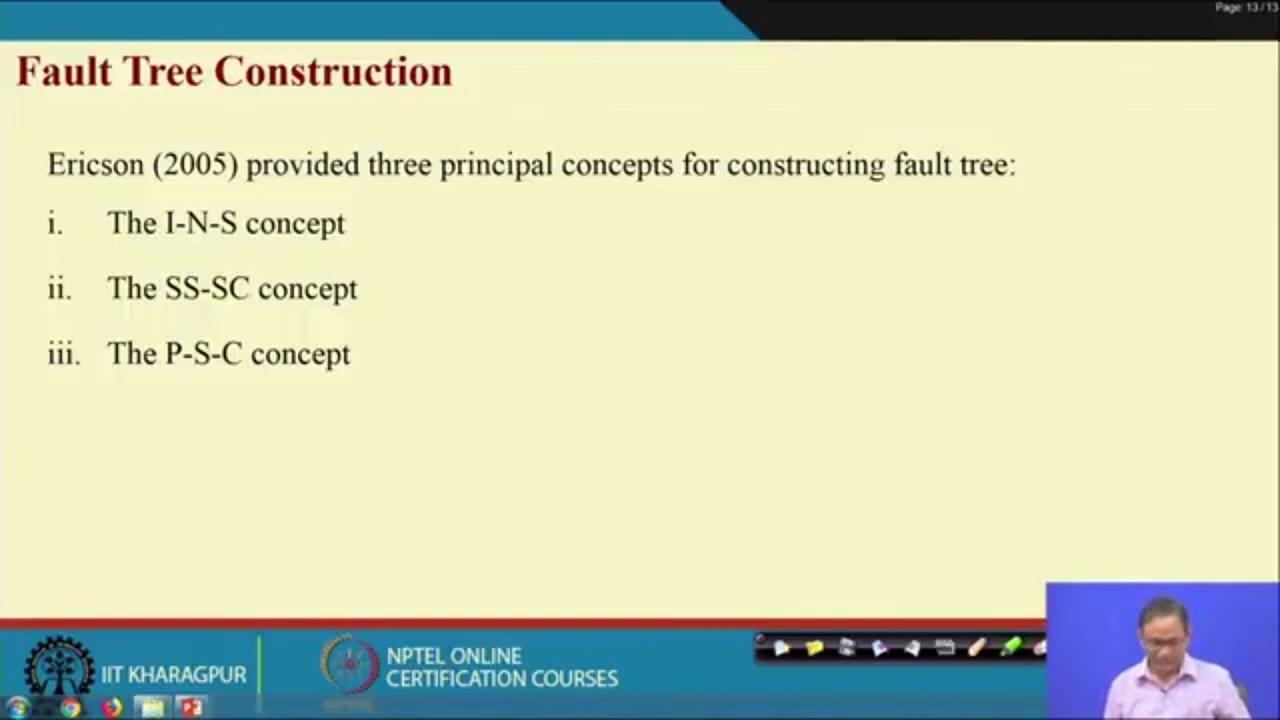 Page: 13/13
Fault Tree Construction
Ericson (2005) provided three principal concepts for constructing fault tree:
i. The I-N-S concept
ii. The SS-SC concept
iii. The P-S-C concept
IIT KHARAGPUR
NPTEL ONLINE
CERTIFICATION COURSES